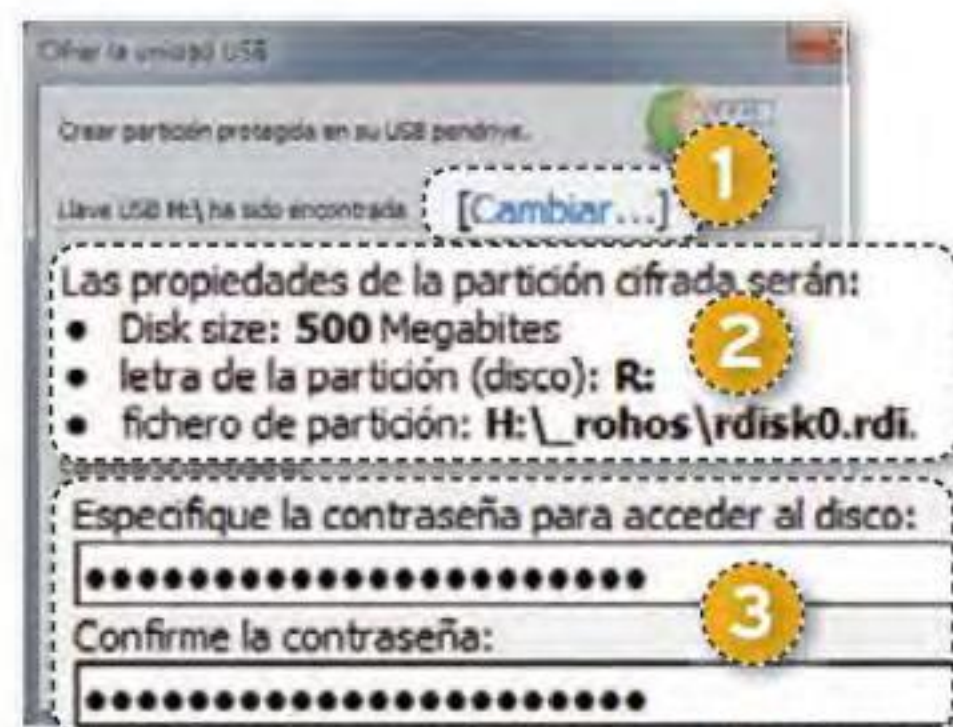 Cifrar la unidad USB
Crear partición protegida en su USB pendrive.
1
Llave USB H:\ ha sido encontrada. [Cambiar...]
Las propiedades de la partición cifrada serán:
2
● Disk size: 500 Megabites
● letra de la partición (disco): R:
● fichero de partición: H:\_rohos\rdisk0.rdi.
Especifique la contraseña para acceder al disco:
●●●●●●●●●●●●●●●●●●●●●●●
3
Confirme la contraseña:
●●●●●●●●●●●●●●●●●●●●●●●